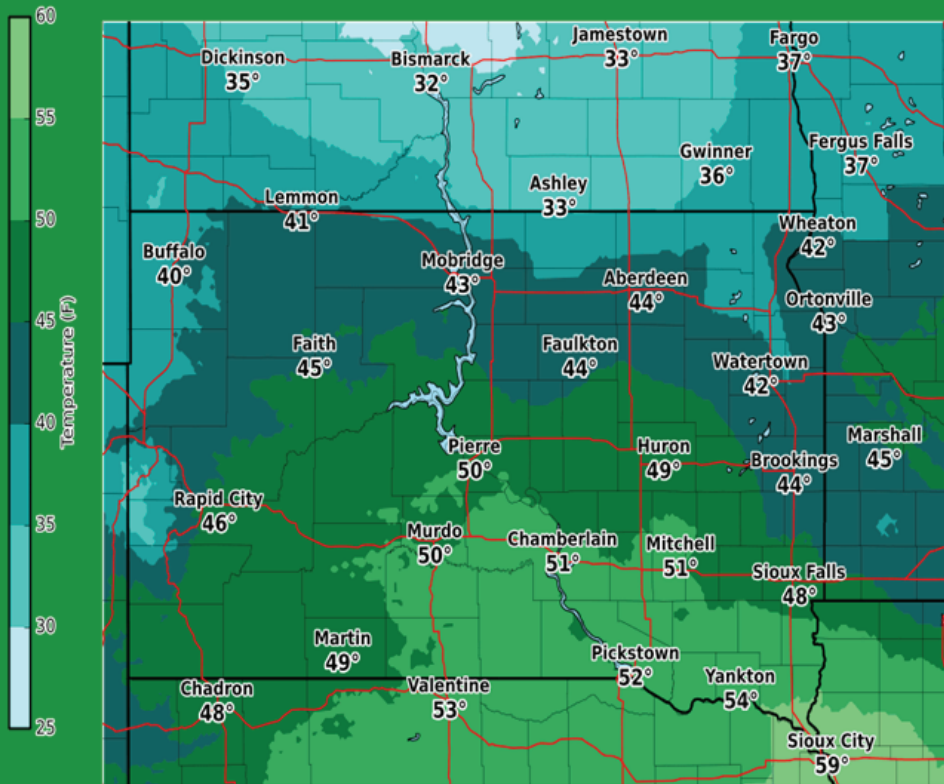 60
55
50
45
40
35
30
25
Temperature (F)
Dickinson
35°
Bismarck
32°
Jamestown
33°
Fargo
37°
Fergus Falls
37°
Gwinner
36°
Ashley
33°
Lemmon
41°
Wheaton
42°
Buffalo
40°
Mobridge
43°
Aberdeen
44°
Ortonville
43°
Faith
45°
Faulkton
44°
Watertown
42°
Marshall
45°
Pierre
50°
Huron
49°
Brookings
44°
Rapid City
46°
Murdo
50°
Chamberlain
51°
Mitchell
51°
Sioux Falls
48°
Martin
49°
Pickstown
52°
Chadron
48°
Valentine
53°
Yankton
54°
Sioux City
59°